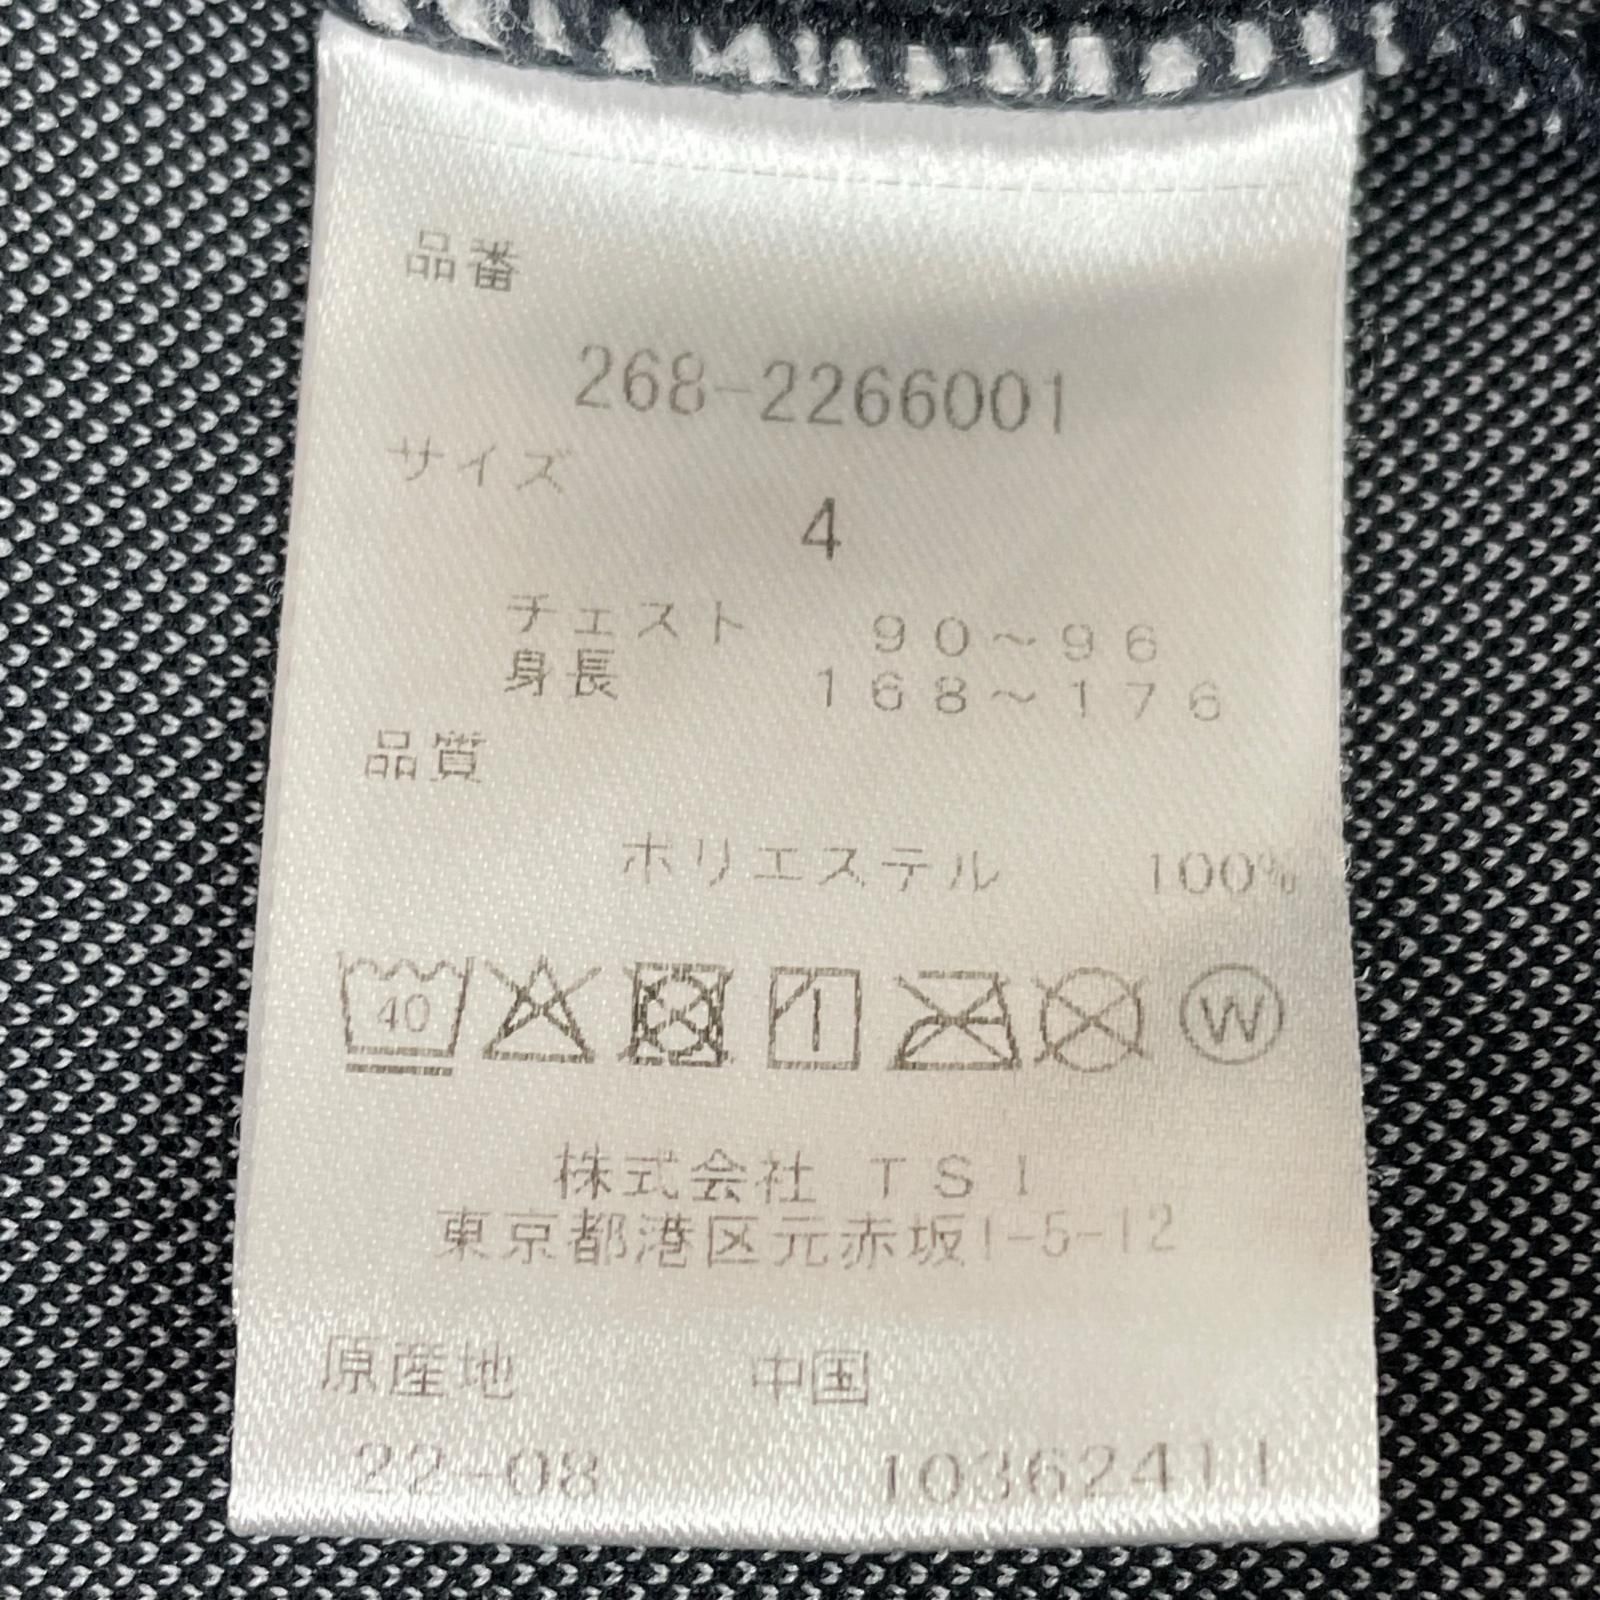 品番
268-2266001
サイズ
4
チェスト 90～96
身長 168～176
品質
ポリエステル 100%
40 W
株式会社 TSI
東京都港区元赤坂1-5-12
原産地 中国
22-08 10362411